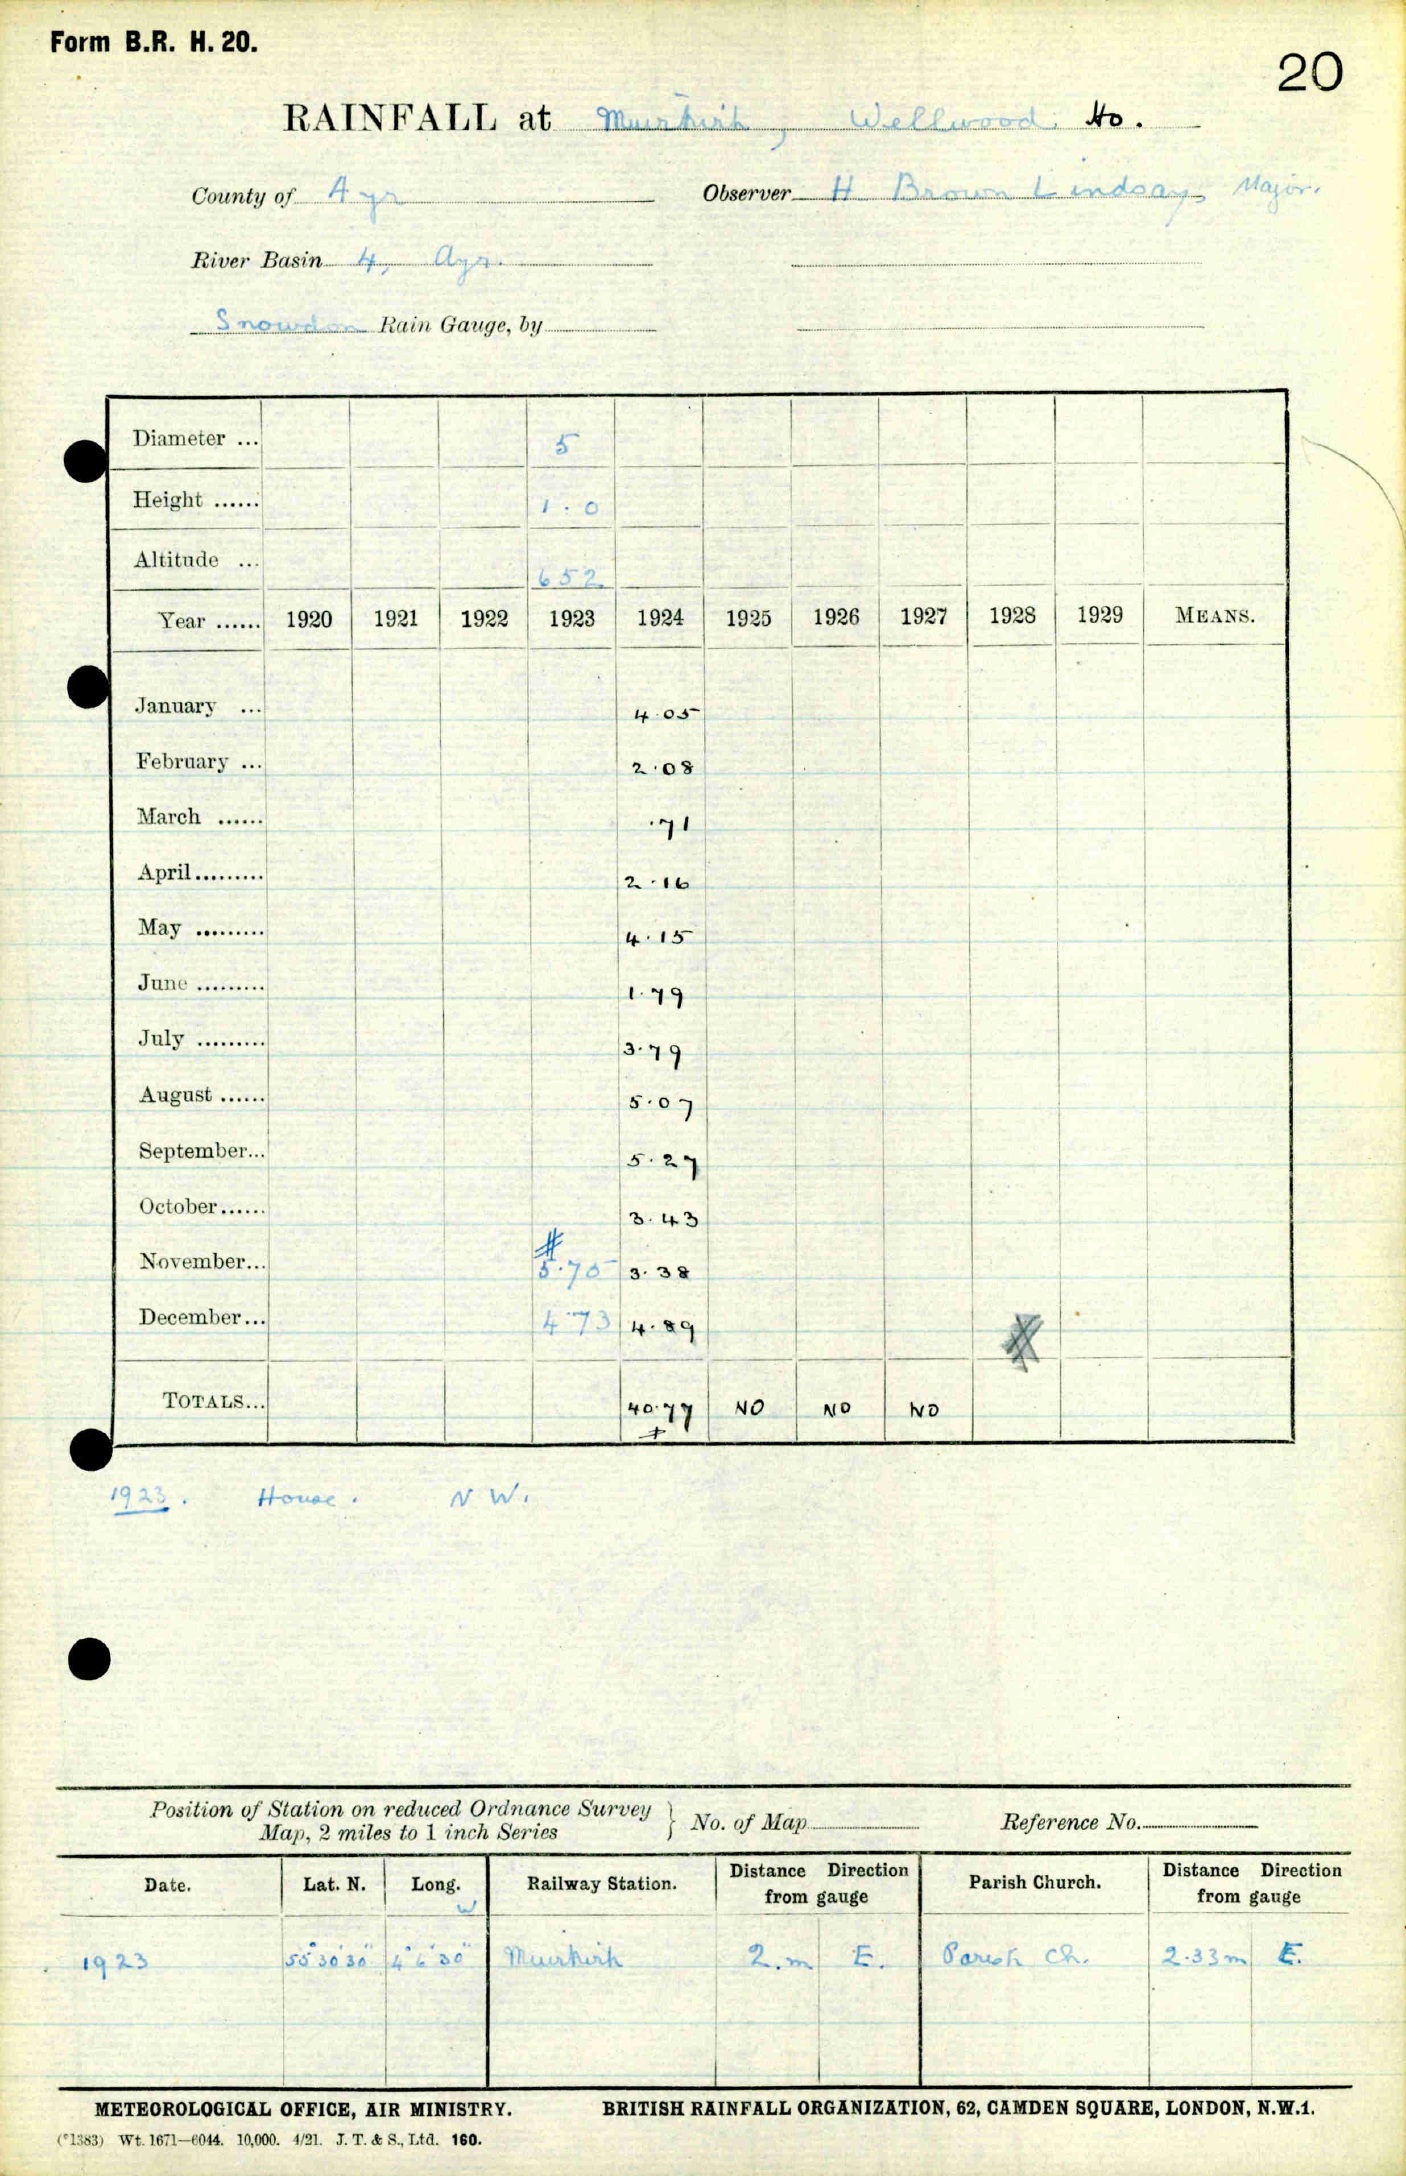 Form B.R. H. 20.
20
RAINFALL at Muirkirk, Wellwood Ho.
County of Ayr Observer H Brown Lindsay, Major.
River Basin 4, Ayr.
Snowdon Rain Gauge, by
Diameter ... 5
Height ...... 1.0
Altitude ... 652
Year ...... 1920 1921 1922 1923 1924 1925 1926 1927 1928 1929 MEANS.
January ... 4.05
February ... 2.08
March ...... .71
April......... 2.16
May ......... 4.15
June ......... 1.79
July ......... 3.79
August ...... 5.07
September... 5.27
October...... 3.43
#
November... 5.75 3.38
December... 4.73 4.89
TOTALS... 40.77 NO NO NO
1923. House. N W.
Position of Station on reduced Ordnance Survey
Map, 2 miles to 1 inch Series } No. of Map Reference No.
Date. Lat. N. Long. W Railway Station. Distance Direction from gauge Parish Church. Distance Direction from gauge
1923 55° 30' 30" 4° 6' 30" Muirkirk 2.m E. Parish Ch. 2.33m E.
METEOROLOGICAL OFFICE, AIR MINISTRY. BRITISH RAINFALL ORGANIZATION, 62, CAMDEN SQUARE, LONDON, N.W.1.
(*1383) Wt. 1671—6044. 10,000. 4/21. J. T. & S., Ltd. 160.